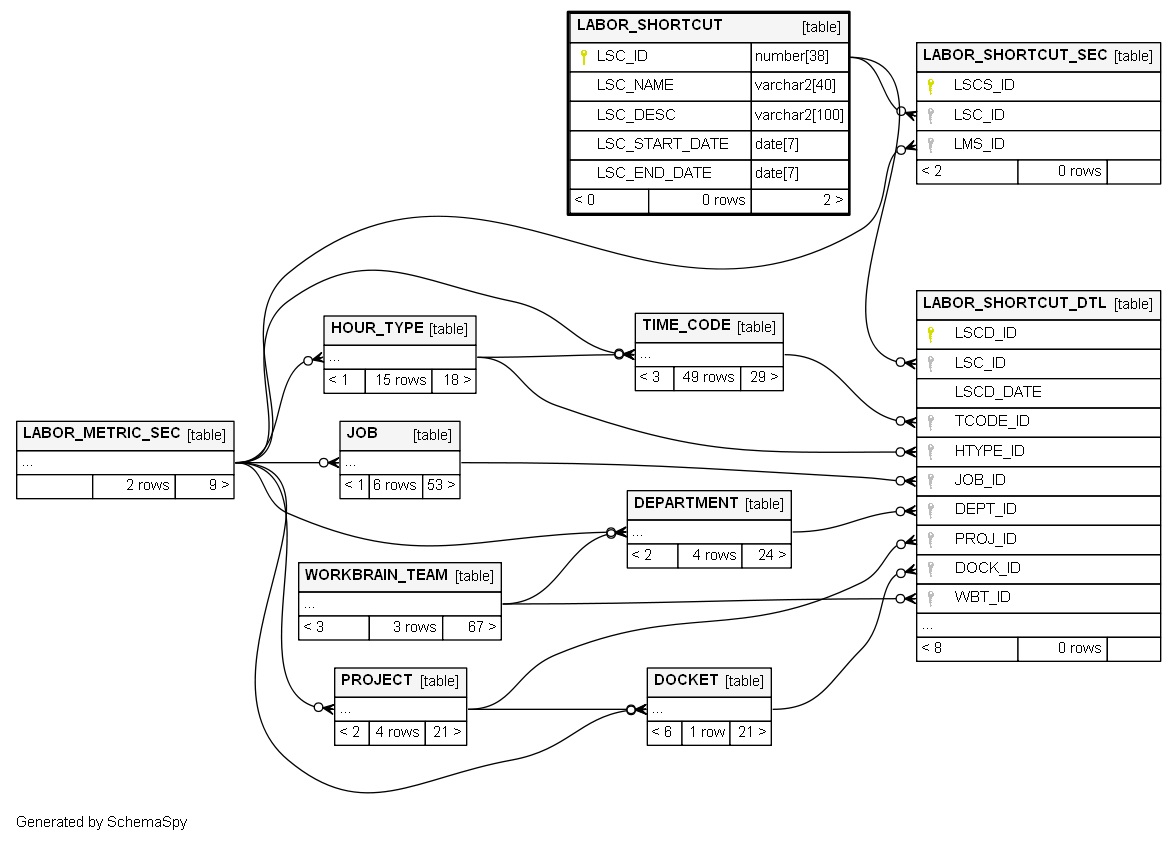 LABOR_SHORTCUT [table]
LSC_ID number[38]
LSC_NAME varchar2[40]
LSC_DESC varchar2[100]
LSC_START_DATE date[7]
LSC_END_DATE date[7]
< 0 0 rows 2 >
LABOR_SHORTCUT_SEC [table]
LSCS_ID
LSC_ID
LMS_ID
< 2 0 rows
LABOR_SHORTCUT_DTL [table]
LSCD_ID
LSC_ID
LSCD_DATE
TCODE_ID
HTYPE_ID
JOB_ID
DEPT_ID
PROJ_ID
DOCK_ID
WBT_ID
...
< 8 0 rows
HOUR_TYPE [table]
...
< 1 15 rows 18 >
TIME_CODE [table]
...
< 3 49 rows 29 >
LABOR_METRIC_SEC [table]
...
2 rows 9 >
JOB [table]
...
< 1 6 rows 53 >
DEPARTMENT [table]
...
< 2 4 rows 24 >
WORKBRAIN_TEAM [table]
...
< 3 3 rows 67 >
PROJECT [table]
...
< 2 4 rows 21 >
DOCKET [table]
...
< 6 1 row 21 >
Generated by SchemaSpy